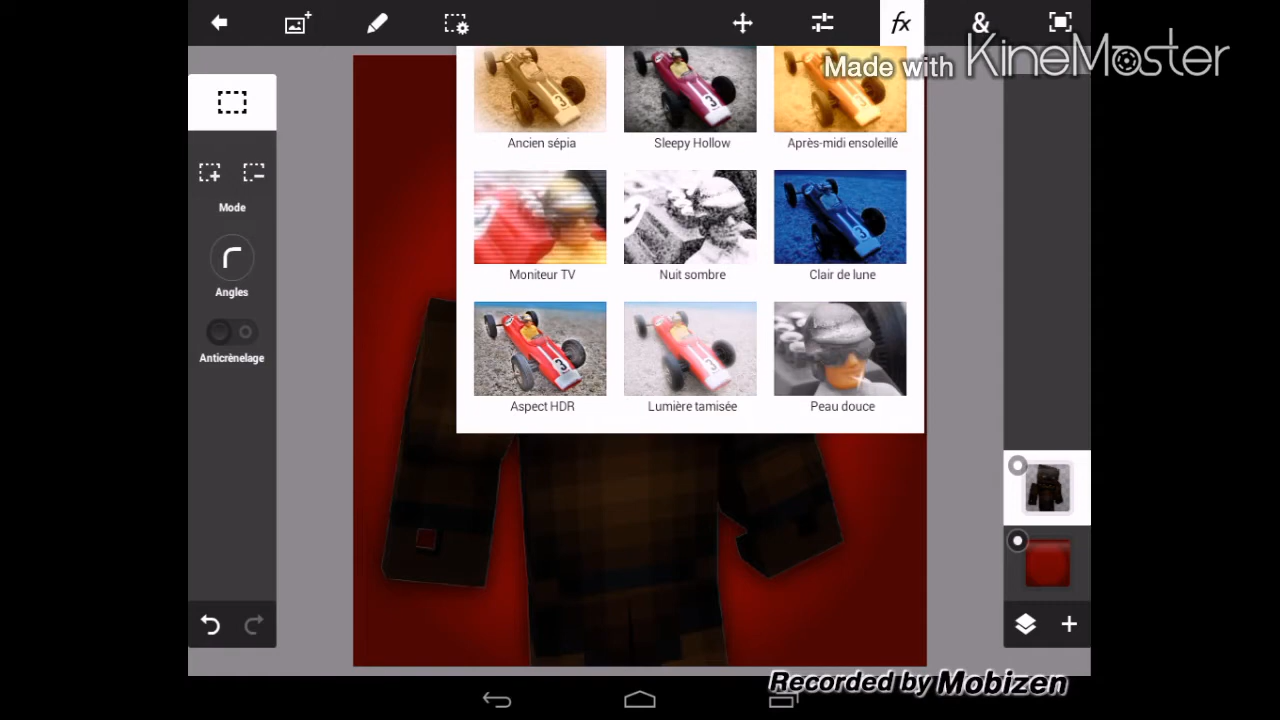 fx
&
Made with KineMaster
Ancien sépia
Sleepy Hollow
Après-midi ensoleillé
Mode
Moniteur TV
Nuit sombre
Clair de lune
Angles
Anticrènelage
Aspect HDR
Lumière tamisée
Peau douce
Recorded by Mobizen